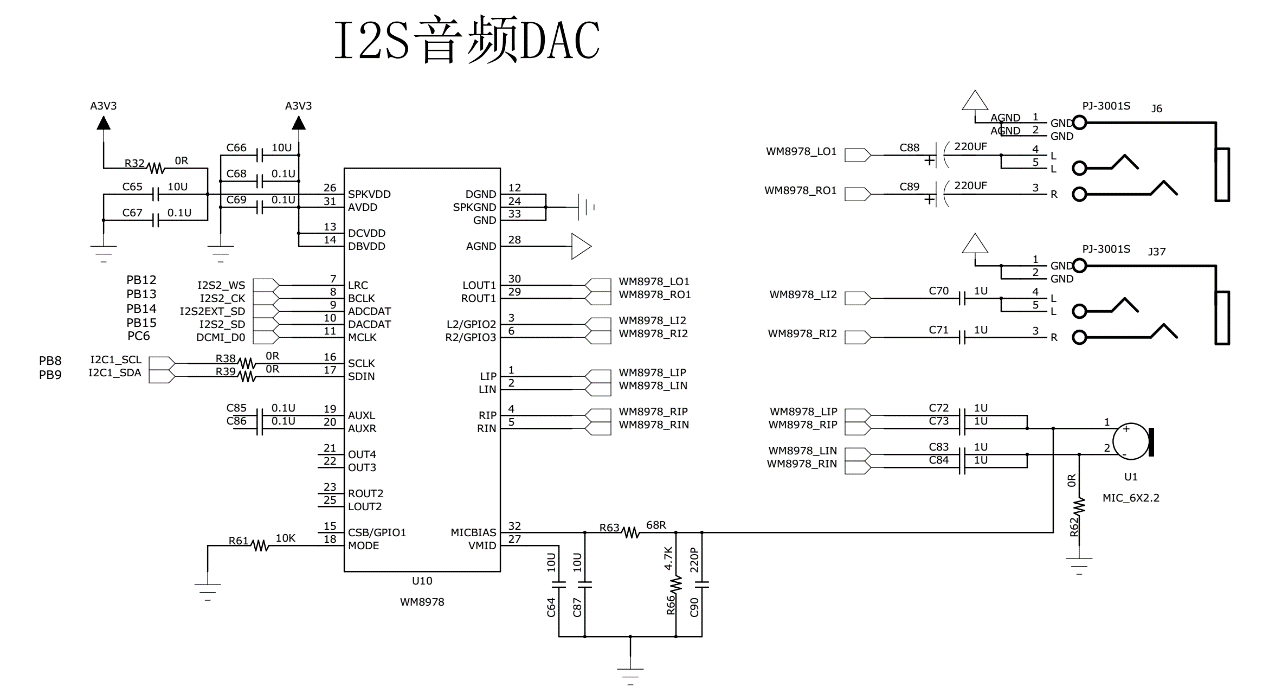 I2S音频DAC
A3V3
A3V3
R32 0R
C65 10U
C67 0.1U
C66 10U
C68 0.1U
C69 0.1U
26 SPKVDD
31 AVDD
13 DCVDD
14 DBVDD
PB12 I2S2_WS 7 LRC
PB13 I2S2_CK 8 BCLK
PB14 I2S2EXT_SD 9 ADCDAT
PB15 I2S2_SD 10 DACDAT
PC6 DCMI_D0 11 MCLK
PB8 I2C1_SCL R38 0R 16 SCLK
PB9 I2C1_SDA R39 0R 17 SDIN
C85 0.1U 19 AUXL
C86 0.1U 20 AUXR
21 OUT4
22 OUT3
23 ROUT2
25 LOUT2
15 CSB/GPIO1
R61 10K 18 MODE
DGND 12
SPKGND 24
GND 33
AGND 28
LOUT1 30 WM8978_LO1
ROUT1 29 WM8978_RO1
L2/GPIO2 3 WM8978_LI2
R2/GPIO3 6 WM8978_RI2
LIP 1 WM8978_LIP
LIN 2 WM8978_LIN
RIP 4 WM8978_RIP
RIN 5 WM8978_RIN
MICBIAS 32 R63 68R
VMID 27
U10
WM8978
C64 10U
C87 10U
R66 4.7K
C90 220P
PJ-3001S J6
AGND 1 GND
AGND 2 GND
WM8978_LO1 C88 + 220UF 4 L
5 L
WM8978_RO1 C89 + 220UF 3 R
PJ-3001S J37
1 GND
2 GND
WM8978_LI2 C70 1U 4 L
5 L
WM8978_RI2 C71 1U 3 R
WM8978_LIP C72 1U
WM8978_RIP C73 1U 1 +
WM8978_LIN C83 1U 2 -
WM8978_RIN C84 1U
U1
MIC_6X2.2
R62 0R